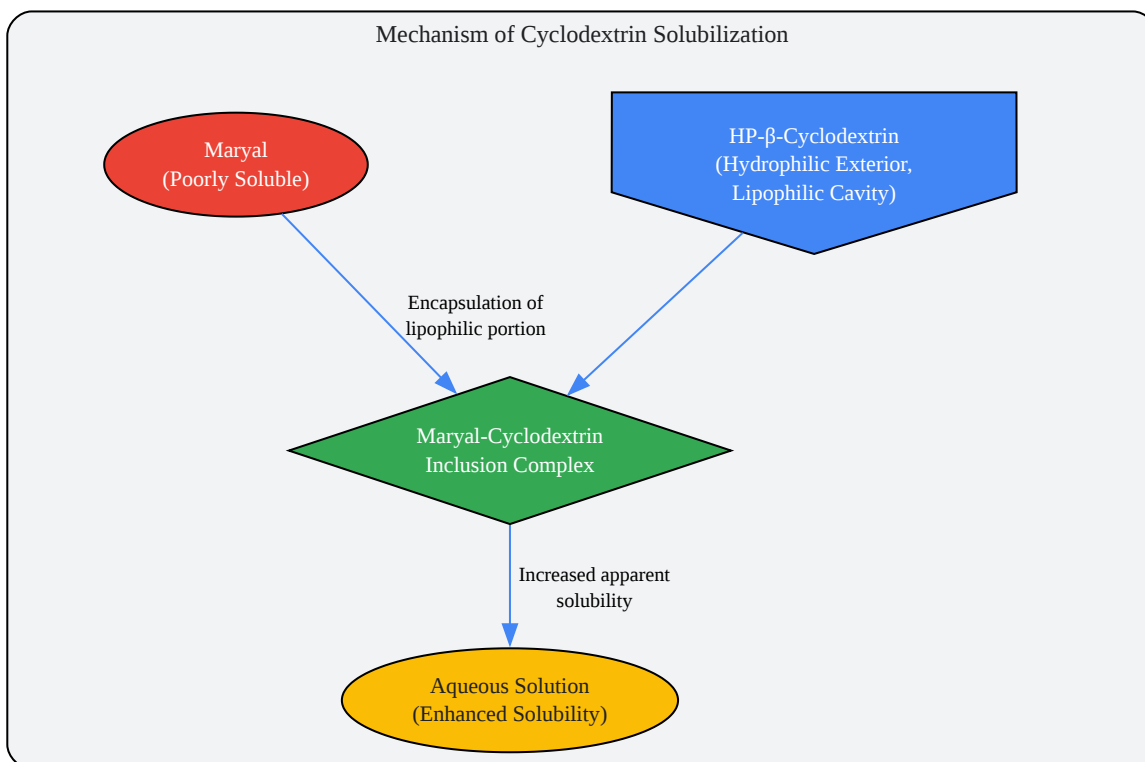 Mechanism of Cyclodextrin Solubilization
Maryal
(Poorly Soluble)
HP-β-Cyclodextrin
(Hydrophilic Exterior,
Lipophilic Cavity)
Encapsulation of
lipophilic portion
Maryal-Cyclodextrin
Inclusion Complex
Increased apparent
solubility
Aqueous Solution
(Enhanced Solubility)